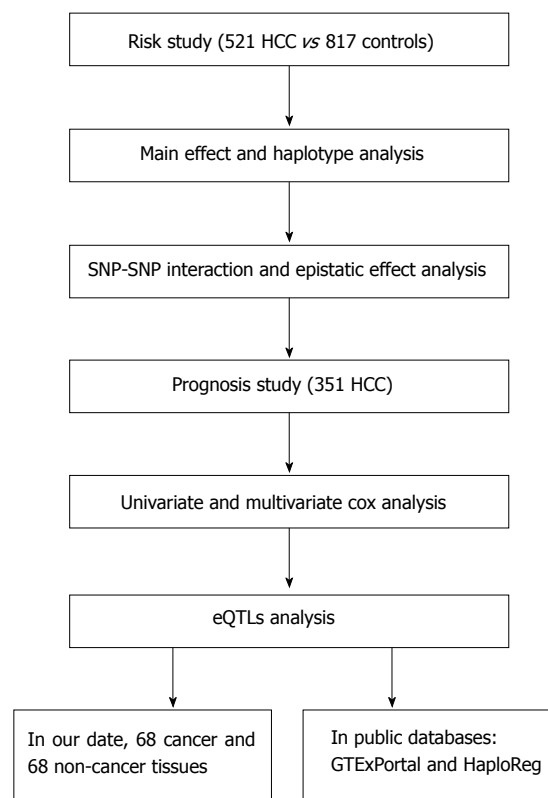 Risk study (521 HCC vs 817 controls)
Main effect and haplotype analysis
SNP-SNP interaction and epistatic effect analysis
Prognosis study (351 HCC)
Univariate and multivariate cox analysis
eQTLs analysis
In our date, 68 cancer and
68 non-cancer tissues
In public databases:
GTExPortal and HaploReg